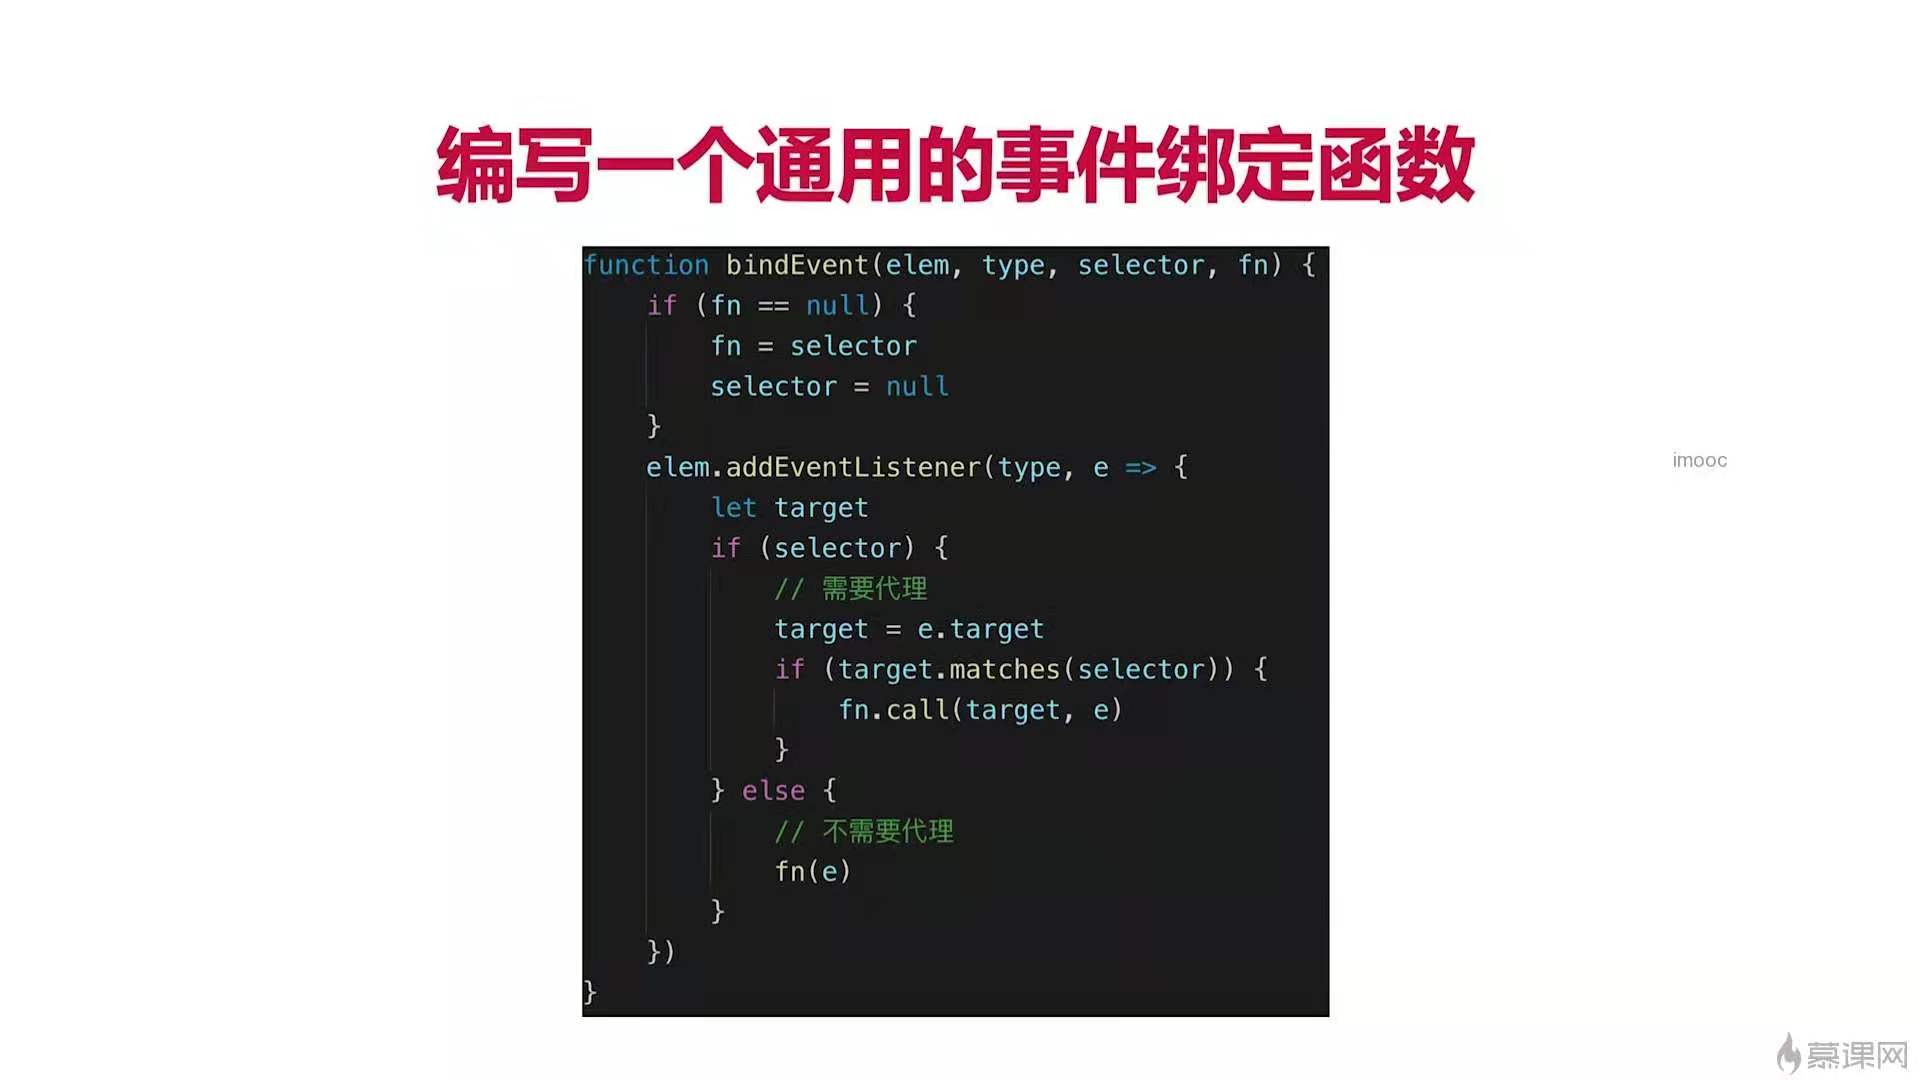 编写一个通用的事件绑定函数
function bindEvent(elem, type, selector, fn) {
    if (fn == null) {
        fn = selector
        selector = null
    }
    elem.addEventListener(type, e => {
        let target
        if (selector) {
            // 需要代理
            target = e.target
            if (target.matches(selector)) {
                fn.call(target, e)
            }
        } else {
            // 不需要代理
            fn(e)
        }
    })
}
imooc
慕课网